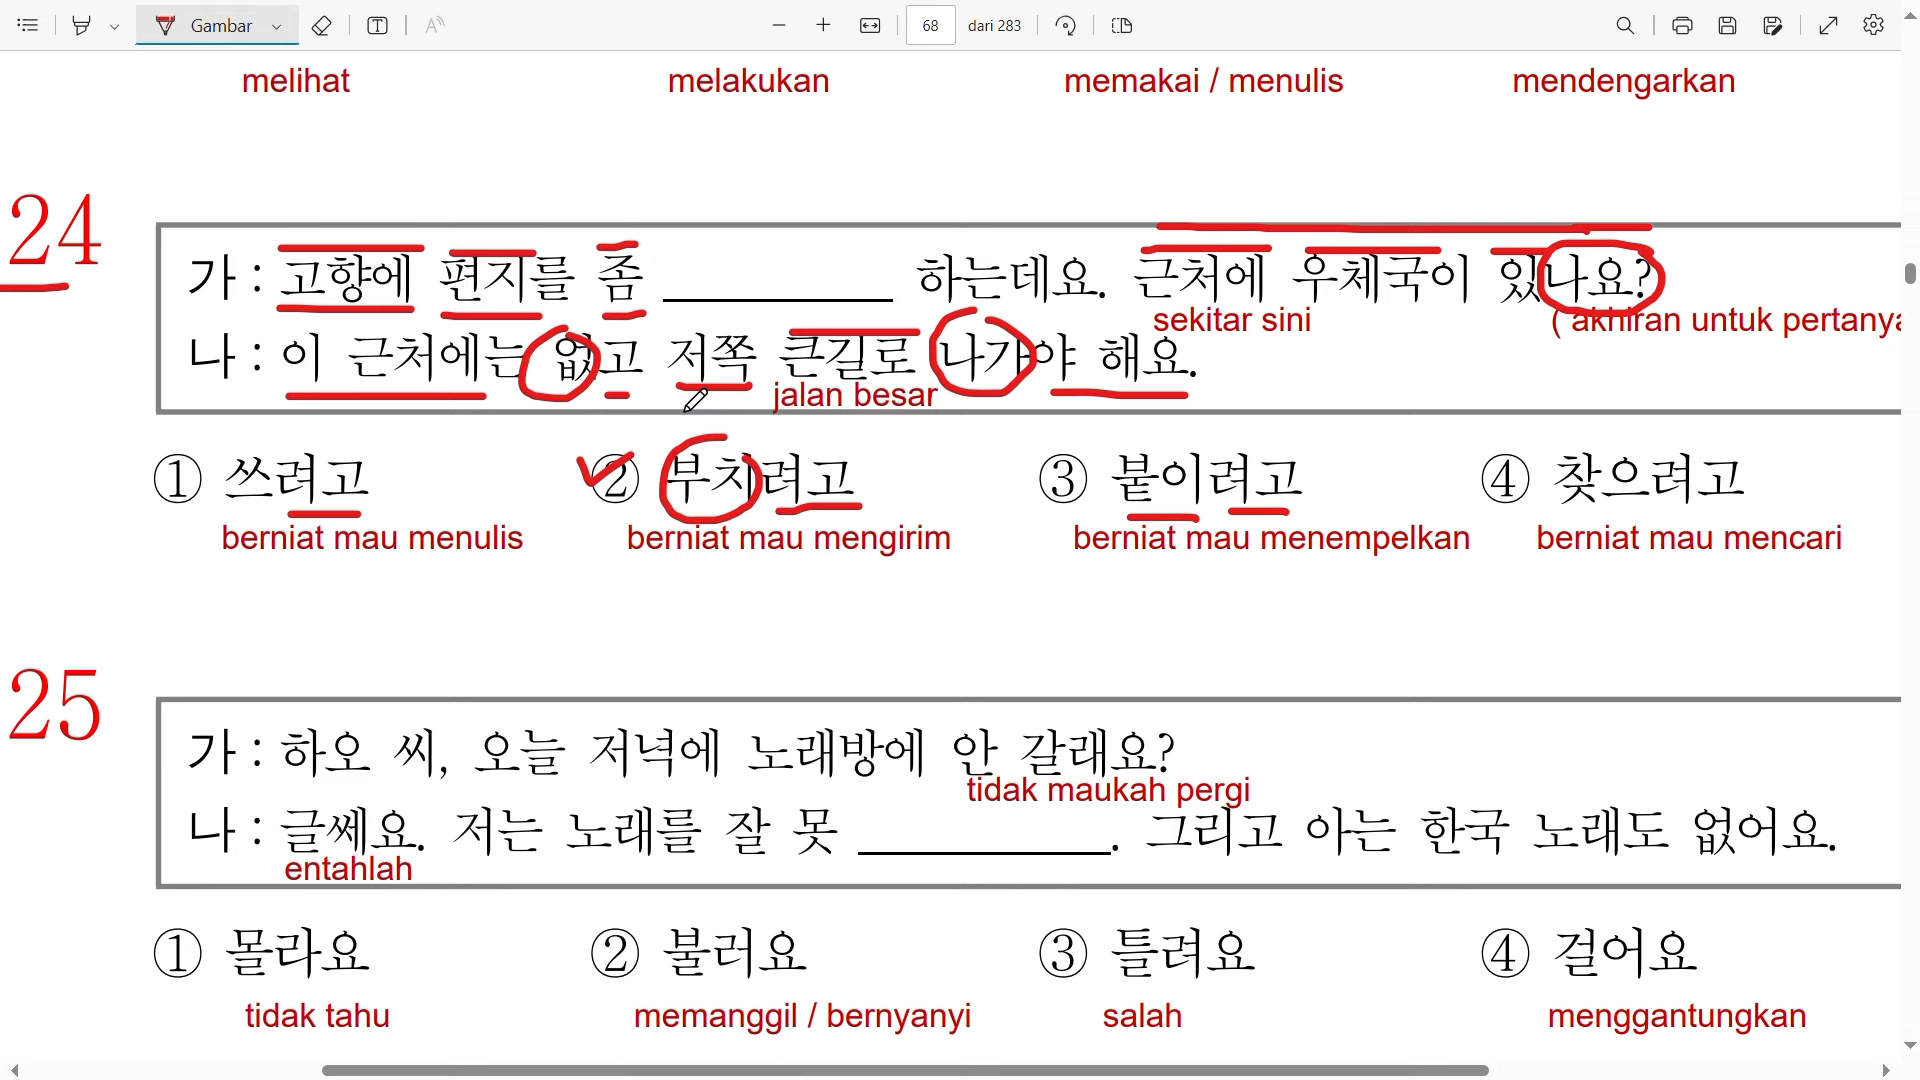 Gambar 68 dari 283
melihat melakukan memakai / menulis mendengarkan
24
가 : 고향에 편지를 좀 __________ 하는데요. 근처에 우체국이 있나요?
sekitar sini ( akhiran untuk pertanya
나 : 이 근처에는 없고 저쪽 큰길로 나가야 해요.
jalan besar
① 쓰려고 ② 부치려고 ③ 붙이려고 ④ 찾으려고
berniat mau menulis berniat mau mengirim berniat mau menempelkan berniat mau mencari
25
가 : 하오 씨, 오늘 저녁에 노래방에 안 갈래요?
tidak maukah pergi
나 : 글쎄요. 저는 노래를 잘 못 ___________. 그리고 아는 한국 노래도 없어요.
entahlah
① 몰라요 ② 불러요 ③ 틀려요 ④ 걸어요
tidak tahu memanggil / bernyanyi salah menggantungkan